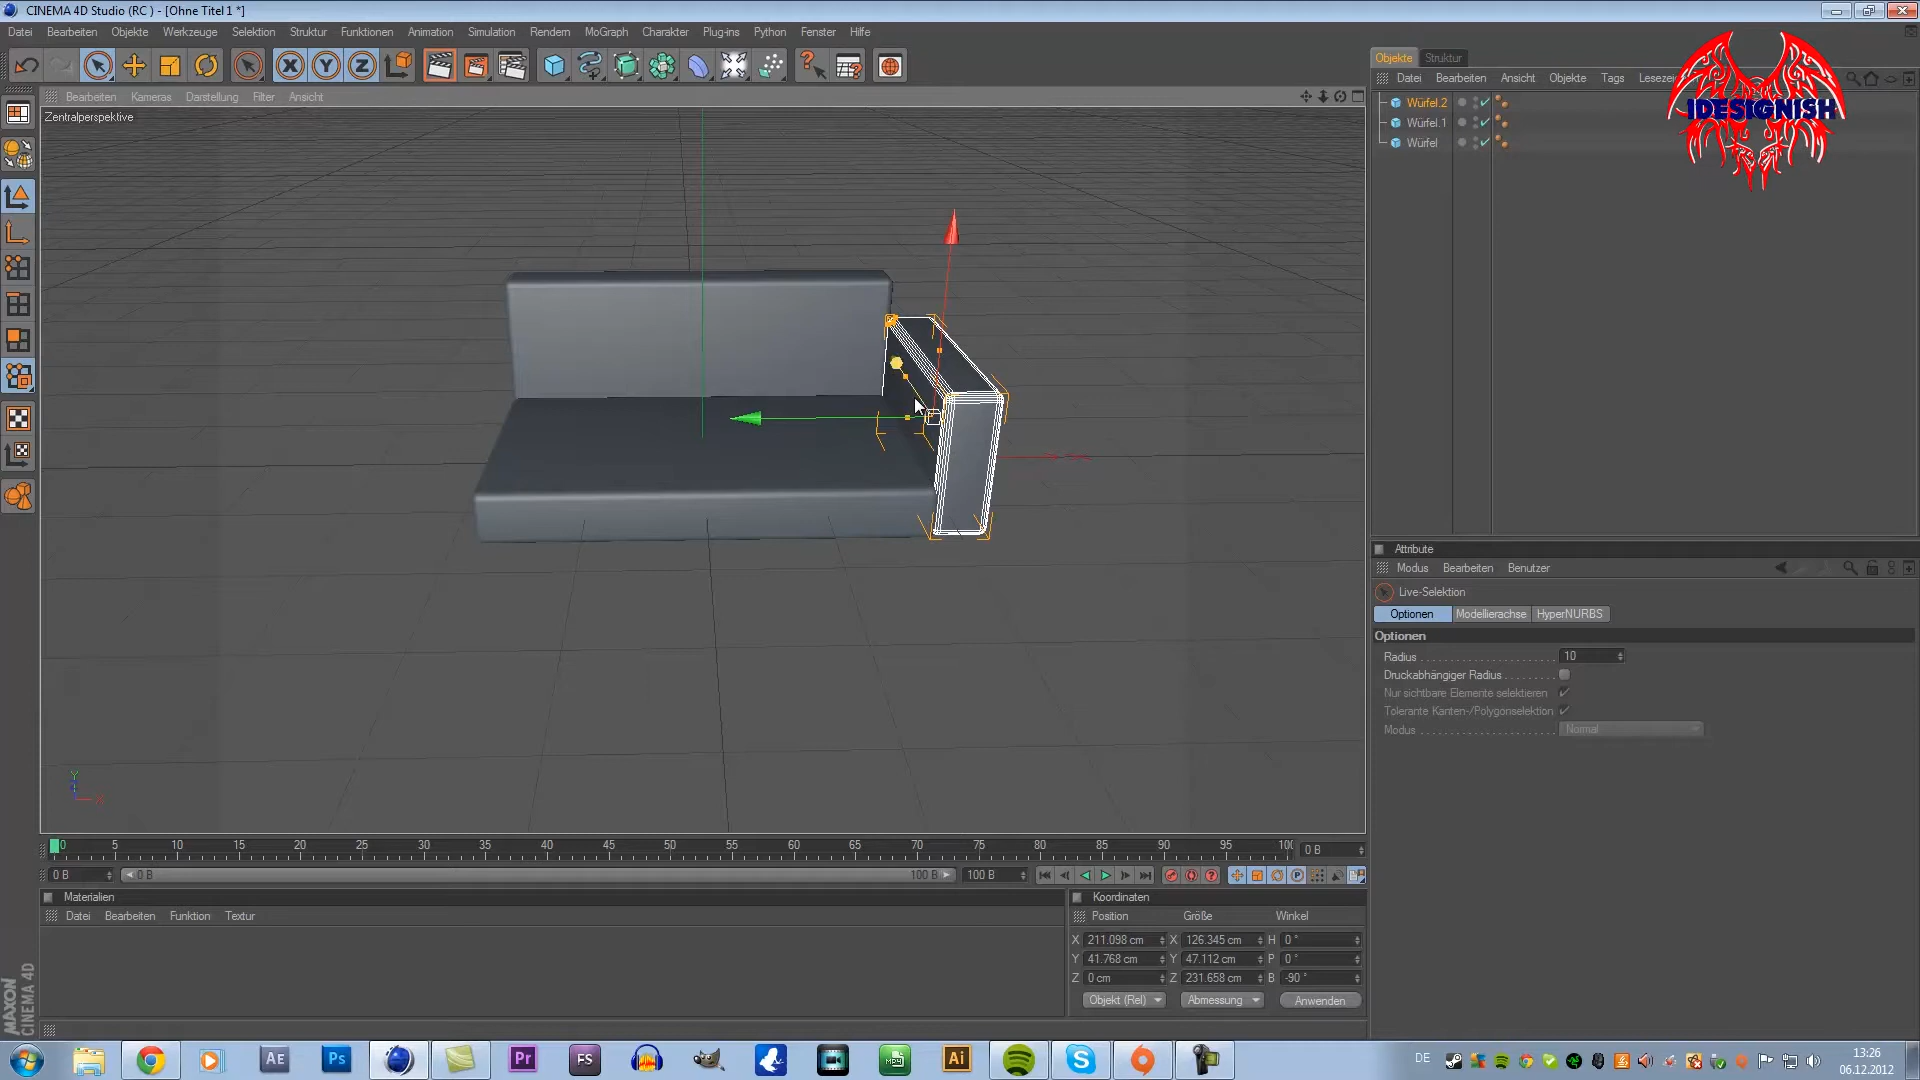 CINEMA 4D Studio (RC ) - [Ohne Titel 1 *]
Datei Bearbeiten Objekte Werkzeuge Selektion Struktur Funktionen Animation Simulation Rendern MoGraph Charakter Plug-ins Python Fenster Hilfe
Bearbeiten Kameras Darstellung Filter Ansicht
Zentralperspektive
Objekte Struktur
Datei Bearbeiten Ansicht Objekte Tags
IDESIGNISH
Würfel.2
Würfel.1
Würfel
Attribute
Modus Bearbeiten Benutzer
Live-Selektion
Optionen Modellierachse HyperNURBS
Optionen
Radius 10
Druckabhängiger Radius
Nur sichtbare Elemente selektieren
Tolerante Kanten-/Polygonselektion
Modus Normal
Y
X
0 5 10 15 20 25 30 35 40 45 50 55 60 65 70 75 80 85 90 95 100 0 B
0 B 0 B 100 B 100 B
Materialien
Datei Bearbeiten Funktion Textur
Koordinaten
Position Größe Winkel
X 211.098 cm X 126.345 cm H 0 °
Y 41.768 cm Y 47.112 cm P 0 °
Z 0 cm Z 231.658 cm B -90 °
Objekt (Rel) Abmessung Anwenden
MAXON
CINEMA 4D
Ae Ps Pr FS MP4 Ai
DE
13:26
06.12.2012